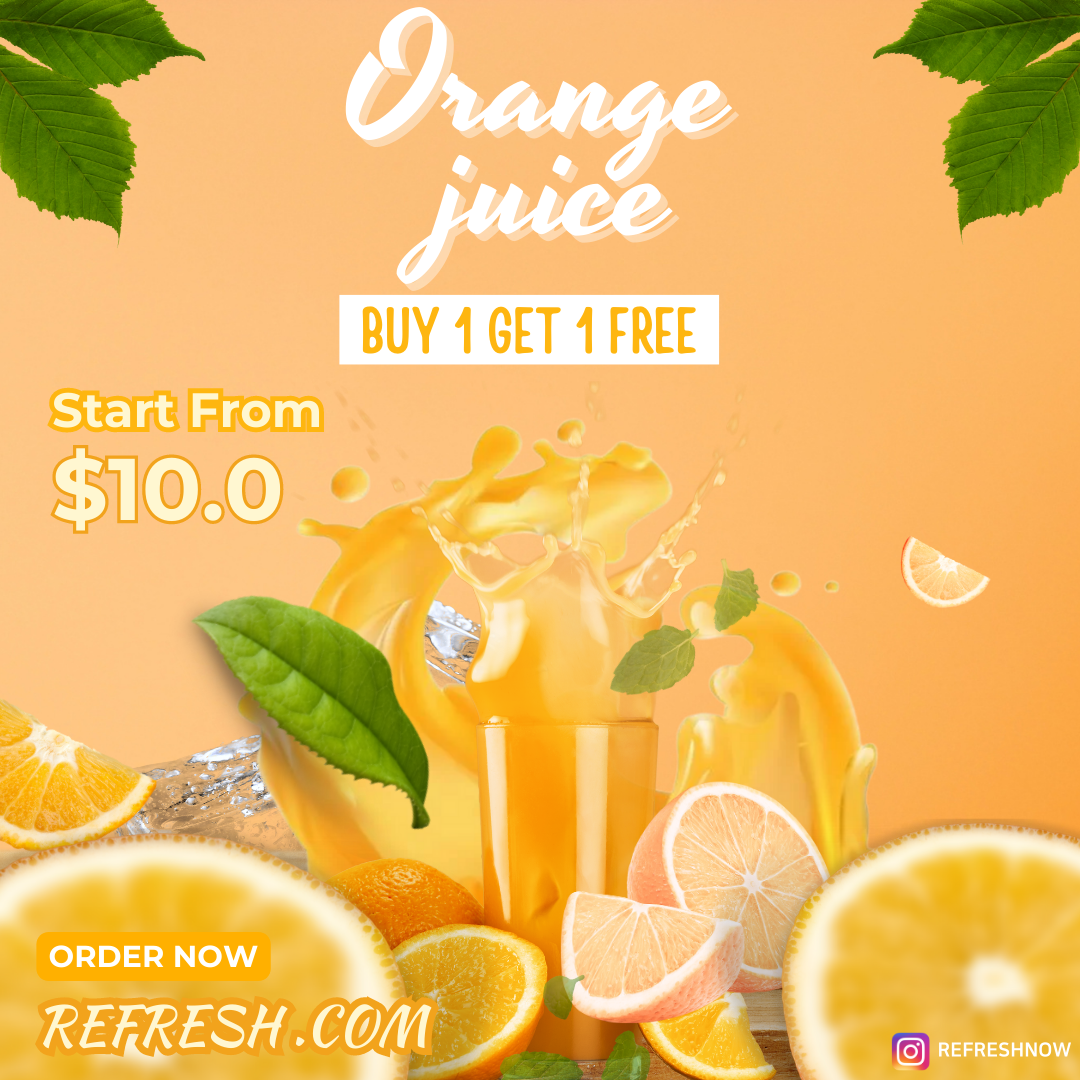 Orange
juice
BUY 1 GET 1 FREE
Start From
$10.0
ORDER NOW
REFRESH.COM
REFRESHNOW